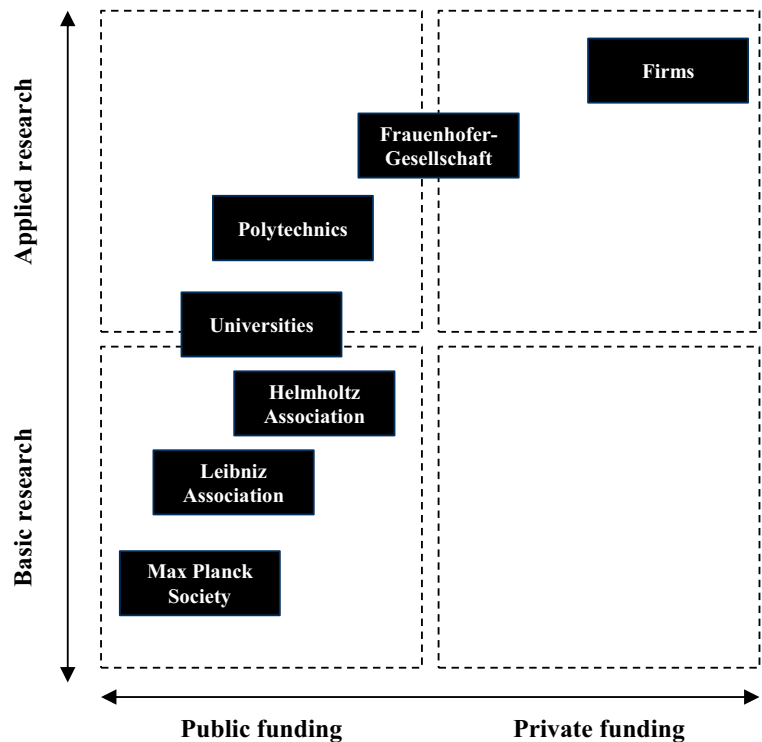 Applied research
Firms
Frauenhofer-
Gesellschaft
Polytechnics
Universities
Basic research
Helmholtz
Association
Leibniz
Association
Max Planck
Society
Public funding
Private funding